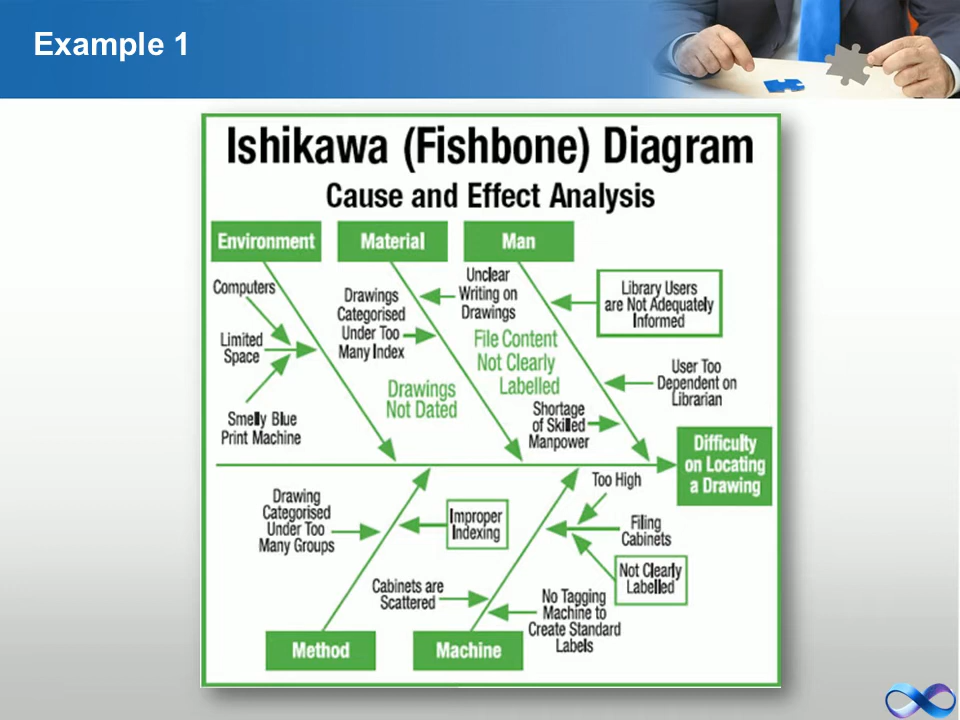 Example 1
Ishikawa (Fishbone) Diagram
Cause and Effect Analysis
Environment
Material
Man
Computers
Limited
Space
Smelly Blue
Print Machine
Drawings
Categorised
Under Too
Many Index
Unclear
Writing on
Drawings
Drawings
Not Dated
File Content
Not Clearly
Labelled
Library Users
are Not Adequately
Informed
User Too
Dependent on
Librarian
Shortage
of Skilled
Manpower
Difficulty
on Locating
a Drawing
Drawing
Categorised
Under Too
Many Groups
Improper
Indexing
Too High
Filing
Cabinets
Not Clearly
Labelled
Cabinets are
Scattered
No Tagging
Machine to
Create Standard
Labels
Method
Machine